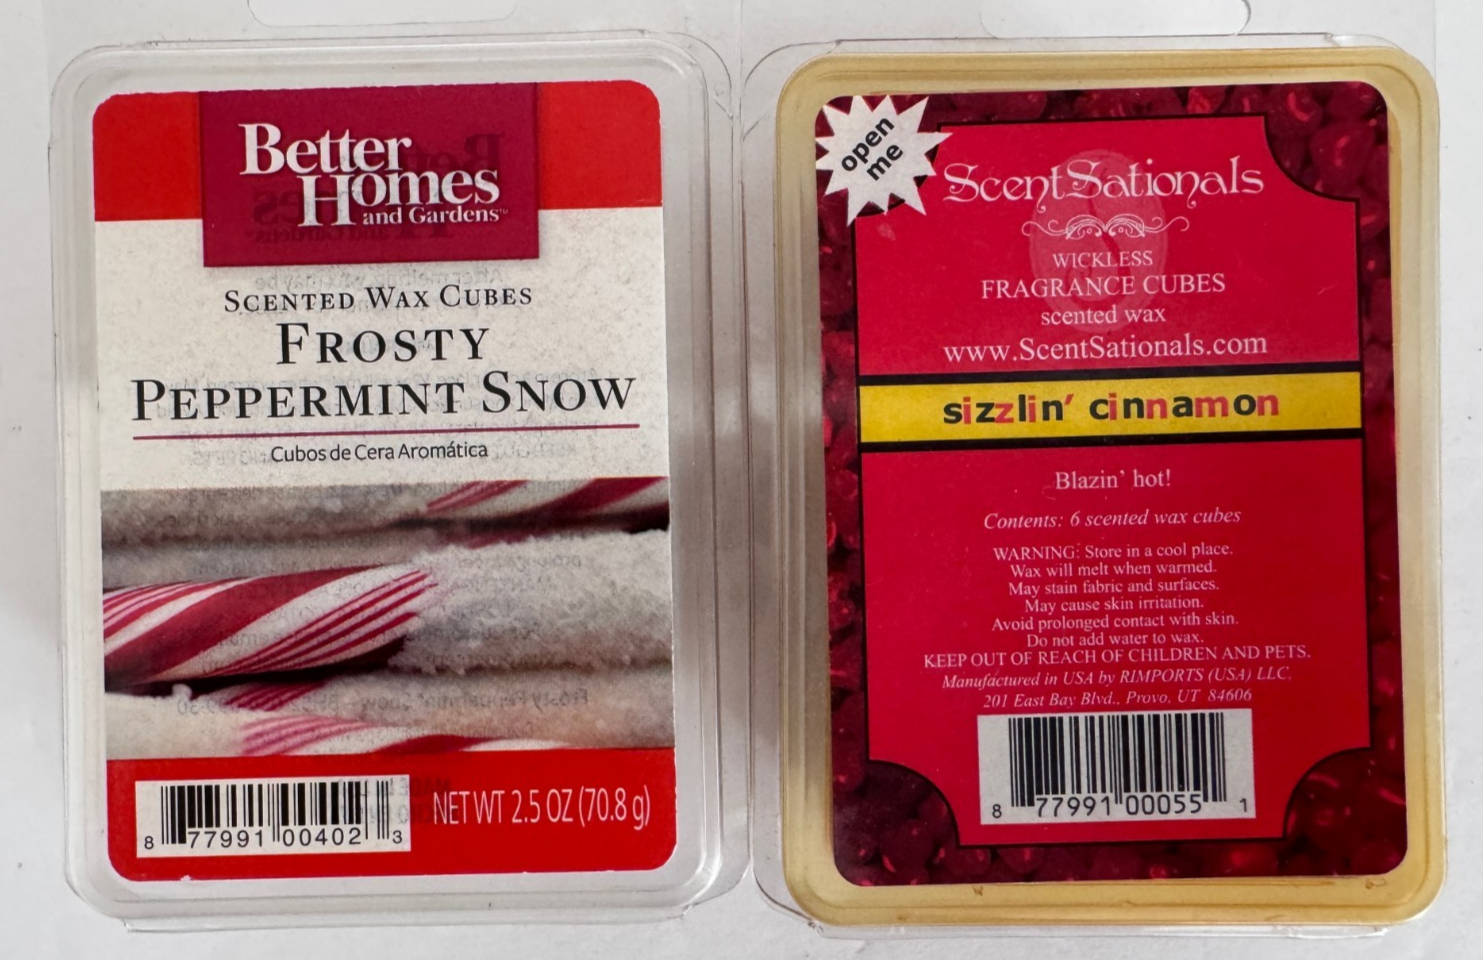 Better
Homes
and Gardens™
SCENTED WAX CUBES
FROSTY
PEPPERMINT SNOW
Cubos de Cera Aromática
8 77991 00402 3
NET WT 2.5 OZ (70.8 g)
open
me
ScentSationals
WICKLESS
FRAGRANCE CUBES
scented wax
www.ScentSationals.com
sizzlin' cinnamon
Blazin' hot!
Contents: 6 scented wax cubes
WARNING: Store in a cool place.
Wax will melt when warmed.
May stain fabric and surfaces.
May cause skin irritation.
Avoid prolonged contact with skin.
Do not add water to wax.
KEEP OUT OF REACH OF CHILDREN AND PETS.
Manufactured in USA by RIMPORTS (USA) LLC,
201 East Bay Blvd., Provo, UT 84606
8 77991 00055 1